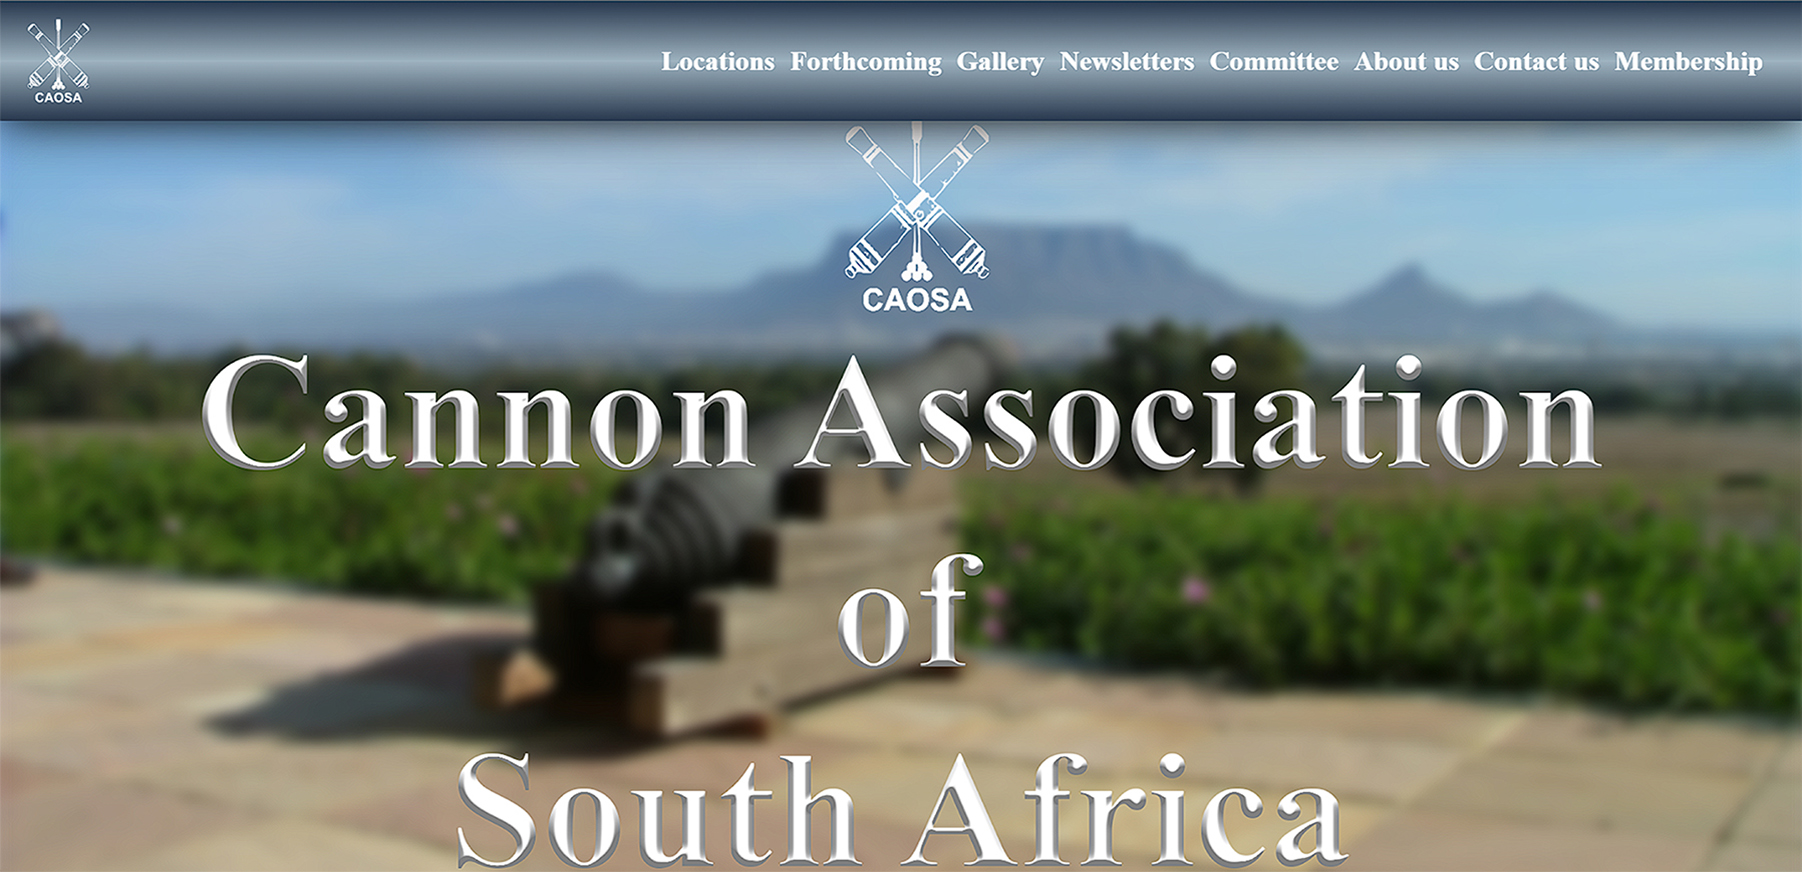 CAOSA
Locations Forthcoming Gallery Newsletters Committee About us Contact us Membership
CAOSA
Cannon Association
of
South Africa